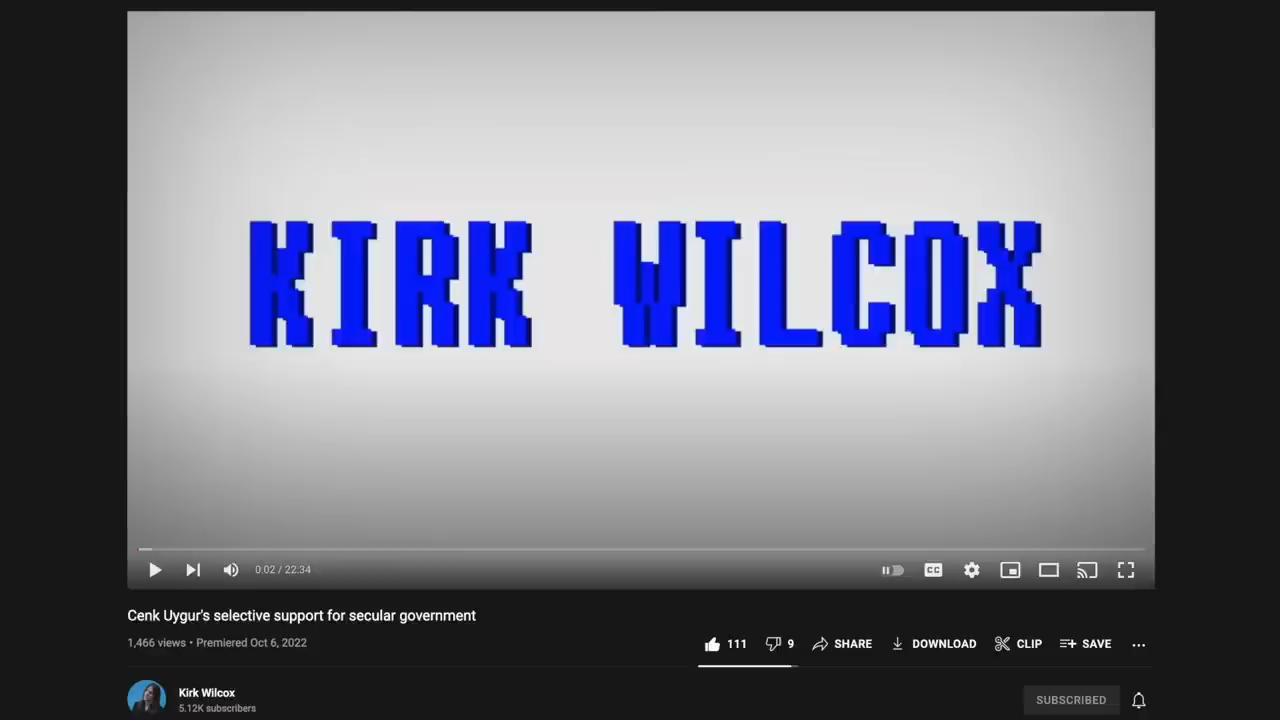 KIRK WILCOX
0:02 / 22:34
CC
Cenk Uygur's selective support for secular government
1,466 views • Premiered Oct 6, 2022
111 9 SHARE DOWNLOAD CLIP SAVE ...
Kirk Wilcox
5.12K subscribers
SUBSCRIBED